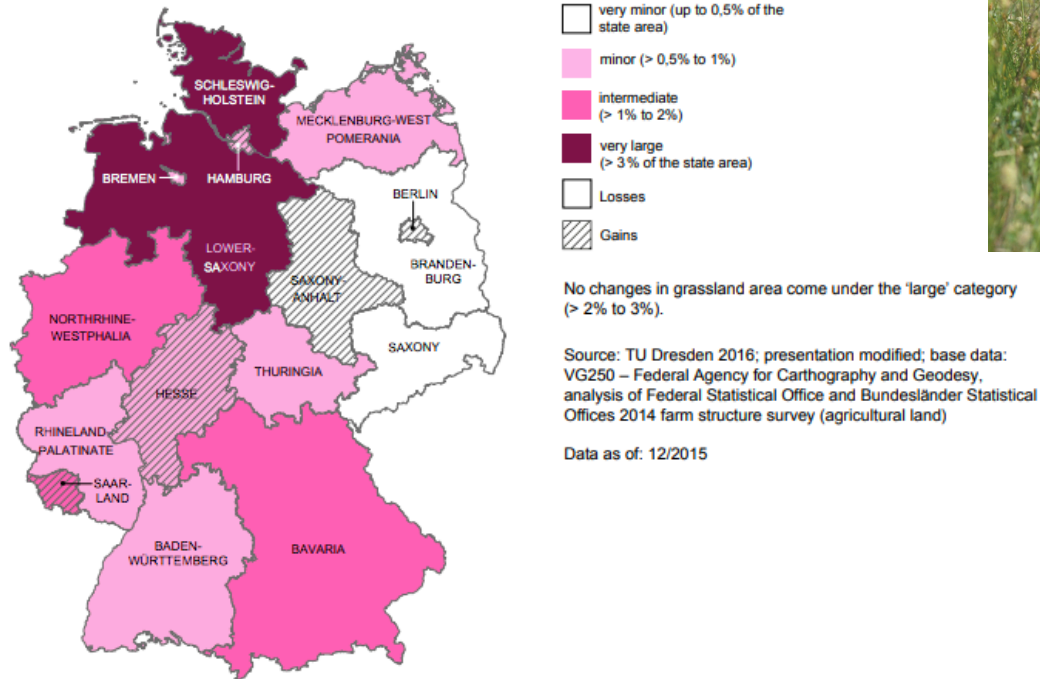 SCHLESWIG-
HOLSTEIN
MECKLENBURG-WEST
POMERANIA
BREMEN
HAMBURG
BERLIN
LOWER-
SAXONY
BRANDEN-
BURG
SAXONY-
ANHALT
NORTHRHINE-
WESTPHALIA
SAXONY
THURINGIA
HESSE
RHINELAND-
PALATINATE
SAAR-
LAND
BADEN-
WÜRTTEMBERG
BAVARIA
very minor (up to 0,5% of the
state area)
minor (> 0,5% to 1%)
intermediate
(> 1% to 2%)
very large
(> 3% of the state area)
Losses
Gains
No changes in grassland area come under the ‘large’ category
(> 2% to 3%).
Source: TU Dresden 2016; presentation modified; base data:
VG250 – Federal Agency for Carthography and Geodesy,
analysis of Federal Statistical Office and Bundesländer Statistical
Offices 2014 farm structure survey (agricultural land)
Data as of: 12/2015